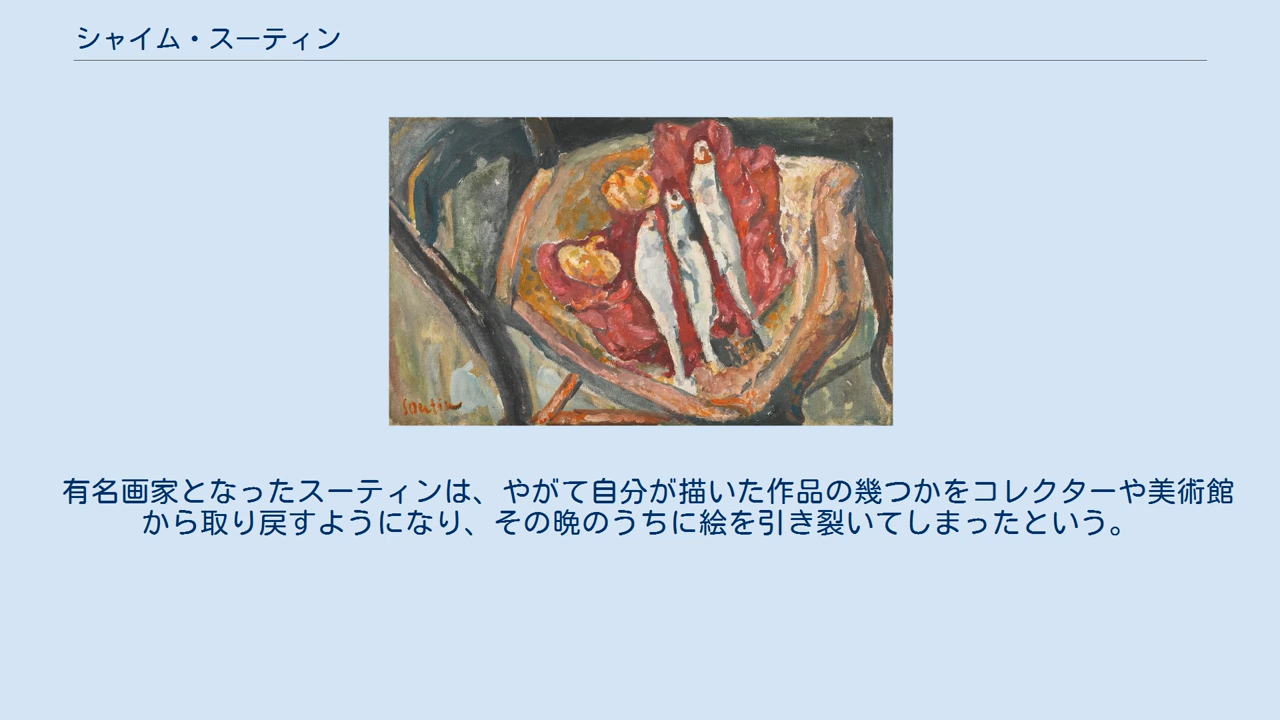 シャイム・スーティン
Soutin
有名画家となったスーティンは、やがて自分が描いた作品の幾つかをコレクターや美術館
から取り戻すようになり、その晩のうちに絵を引き裂いてしまったという。